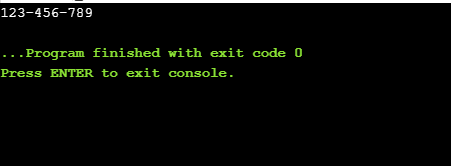 123-456-789
...Program finished with exit code 0
Press ENTER to exit console.